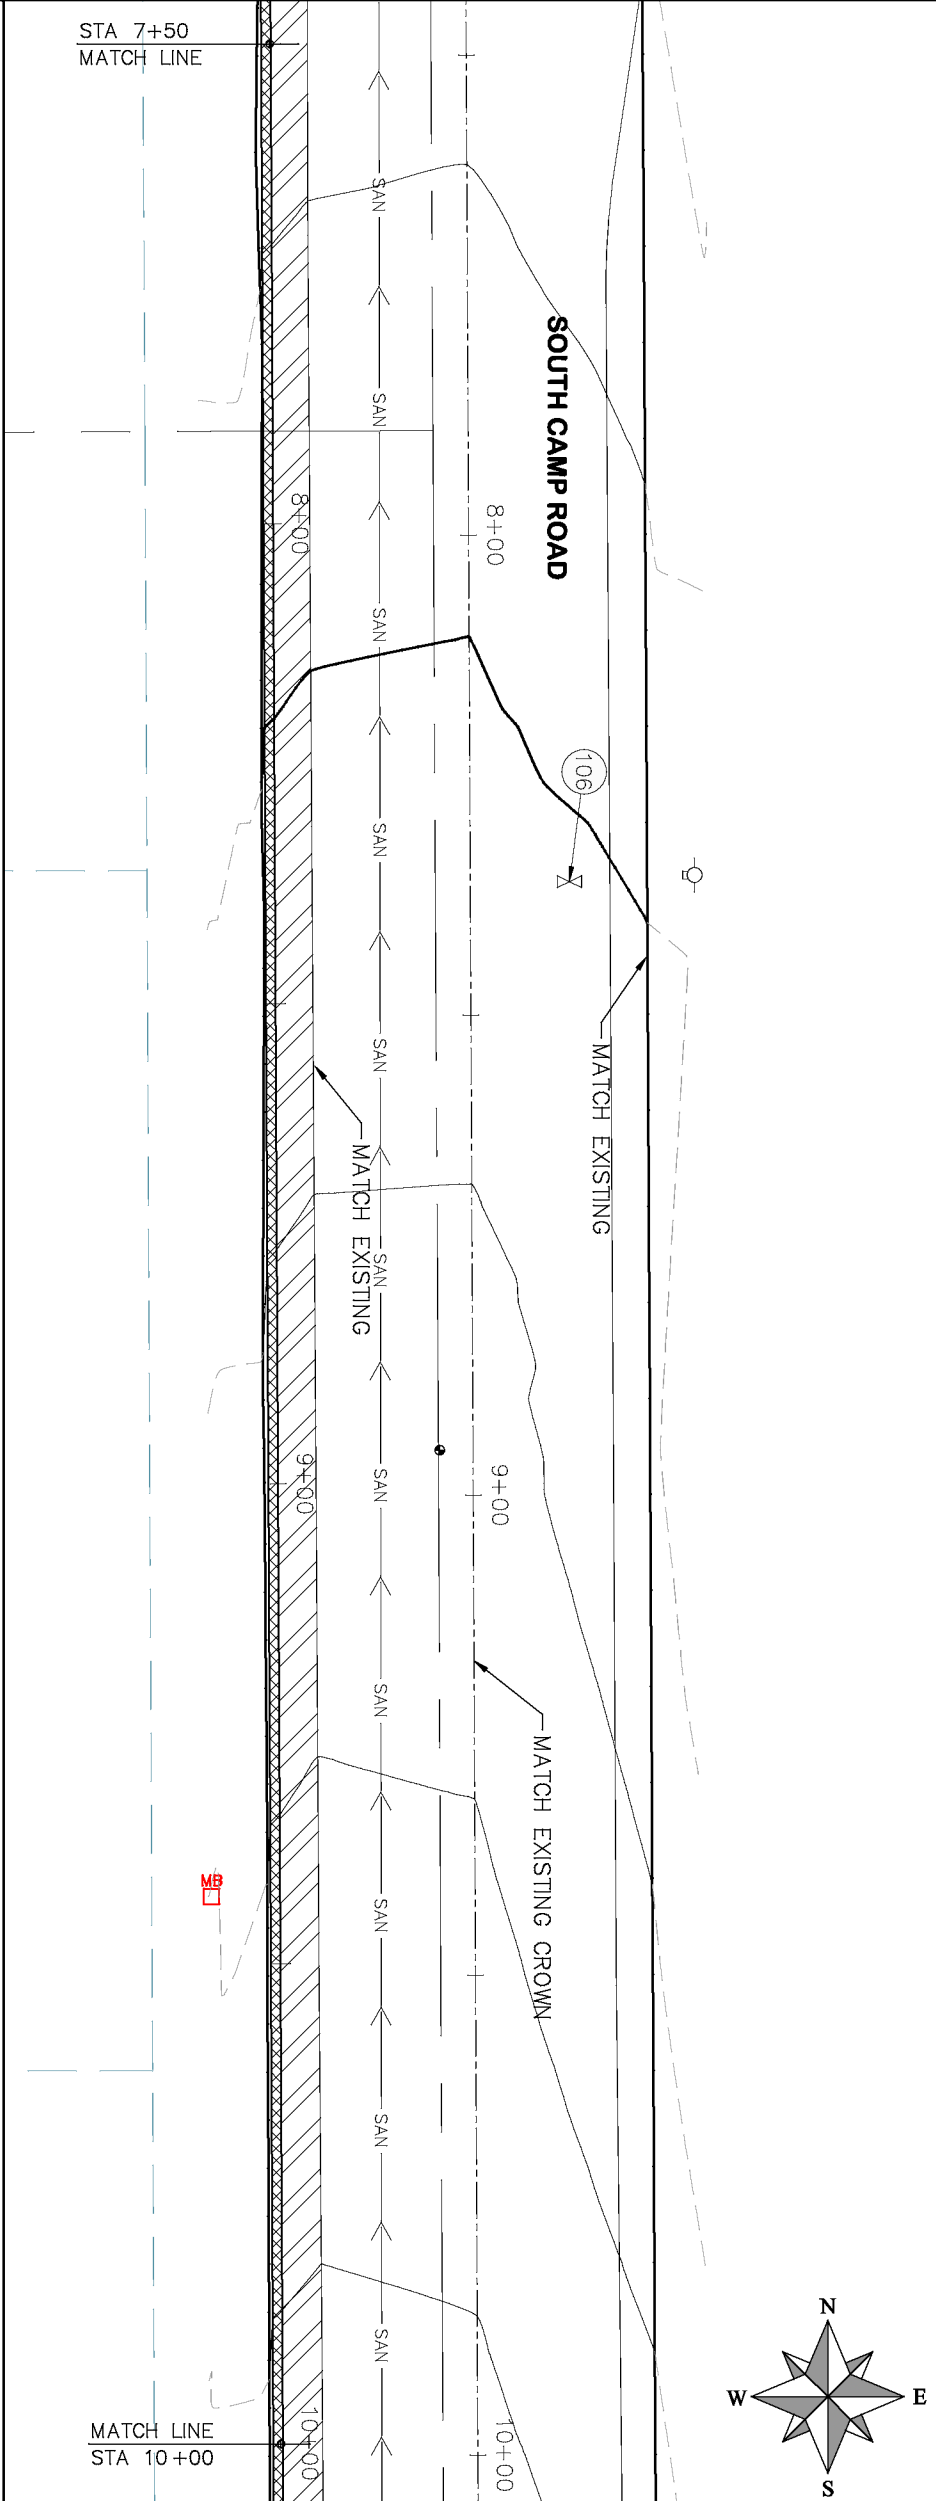 STA 7+50
MATCH LINE
SAN
SOUTH CAMP ROAD
SAN
8+00
8+00
SAN
106
SAN
SAN
MATCH EXISTING
MATCH EXISTING
SAN
9+00
9+00
SAN
SAN
MATCH EXISTING CROWN
MB
SAN
SAN
SAN
N
W
E
S
MATCH LINE
STA 10+00
10+00
10+00